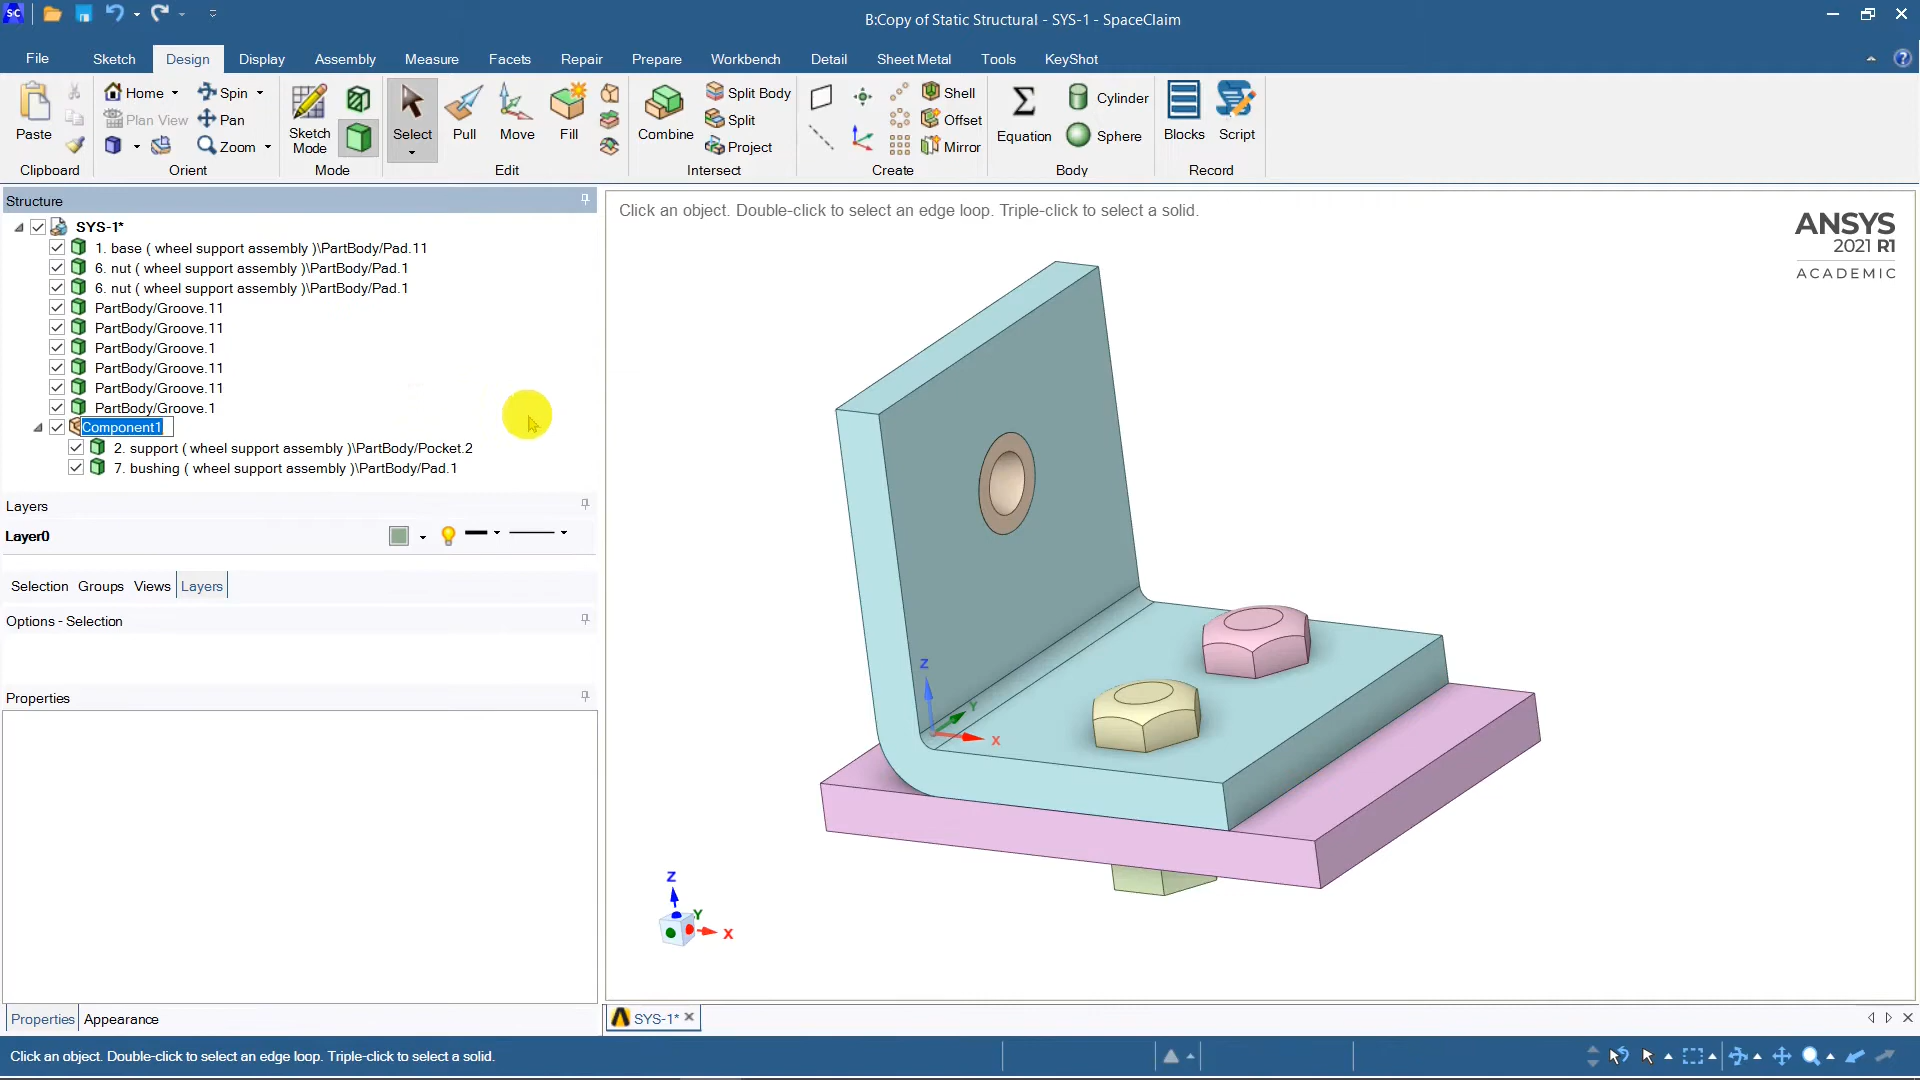 SC
B:Copy of Static Structural - SYS-1 - SpaceClaim
File Sketch Design Display Assembly Measure Facets Repair Prepare Workbench Detail Sheet Metal Tools KeyShot
Paste
Clipboard
Home
Spin
Plan View
Pan
Zoom
Orient
Sketch
Mode
Mode
Select
Pull
Move
Fill
Edit
Combine
Split Body
Split
Project
Intersect
Shell
Offset
Mirror
Create
Equation
Cylinder
Sphere
Body
Blocks
Script
Record
Structure
SYS-1*
1. base ( wheel support assembly )\PartBody/Pad.11
6. nut ( wheel support assembly )\PartBody/Pad.1
6. nut ( wheel support assembly )\PartBody/Pad.1
PartBody/Groove.11
PartBody/Groove.11
PartBody/Groove.1
PartBody/Groove.11
PartBody/Groove.11
PartBody/Groove.1
Component1
2. support ( wheel support assembly )\PartBody/Pocket.2
7. bushing ( wheel support assembly )\PartBody/Pad.1
Layers
Layer0
Selection Groups Views Layers
Options - Selection
Properties
Properties Appearance
Click an object. Double-click to select an edge loop. Triple-click to select a solid.
ANSYS
2021 R1
ACADEMIC
Z
Y
X
Z
Y
X
SYS-1*
Click an object. Double-click to select an edge loop. Triple-click to select a solid.